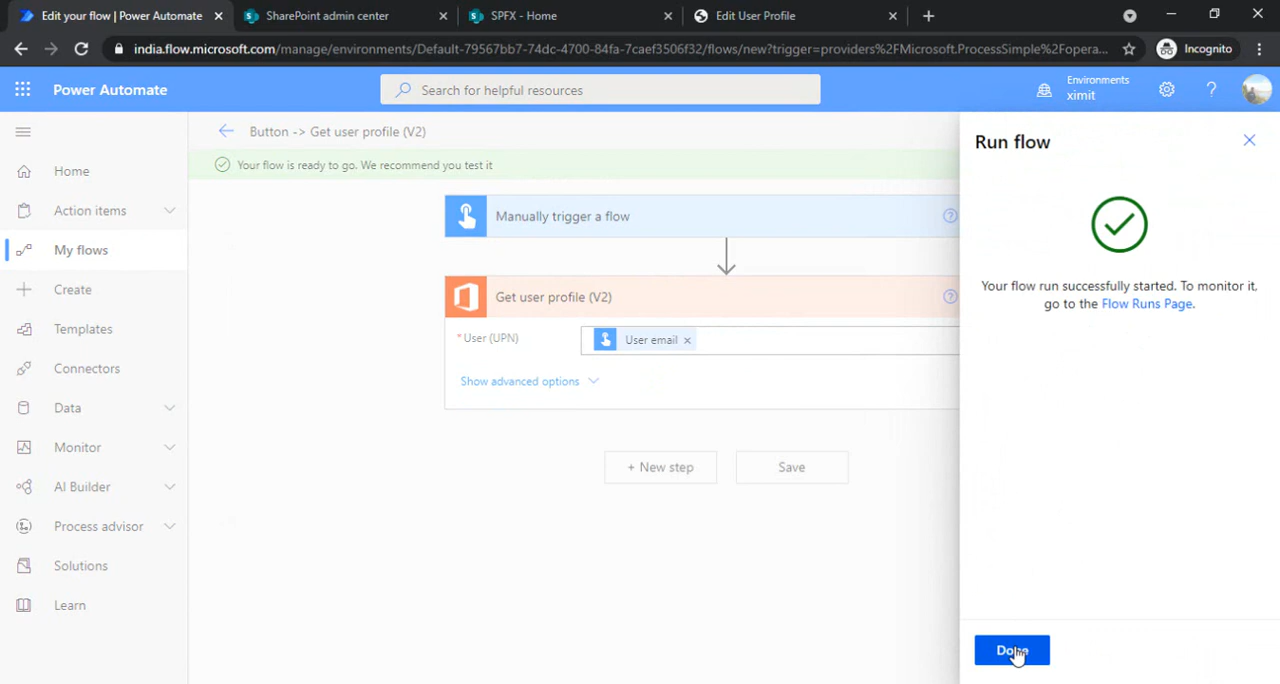 Edit your flow | Power Automate
SharePoint admin center
SPFX - Home
Edit User Profile
india.flow.microsoft.com/manage/environments/Default-79567bb7-74dc-4700-84fa-7caef3506f32/flows/new?trigger=providers%2FMicrosoft.ProcessSimple%2Fopera...
Incognito
Power Automate
Search for helpful resources
Environments
ximit
Button -> Get user profile (V2)
Your flow is ready to go. We recommend you test it
Home
Action items
My flows
Create
Templates
Connectors
Data
Monitor
AI Builder
Process advisor
Solutions
Learn
Manually trigger a flow
Get user profile (V2)
* User (UPN)
User email ×
Show advanced options
+ New step
Save
Run flow
Your flow run successfully started. To monitor it,
go to the Flow Runs Page.
Done